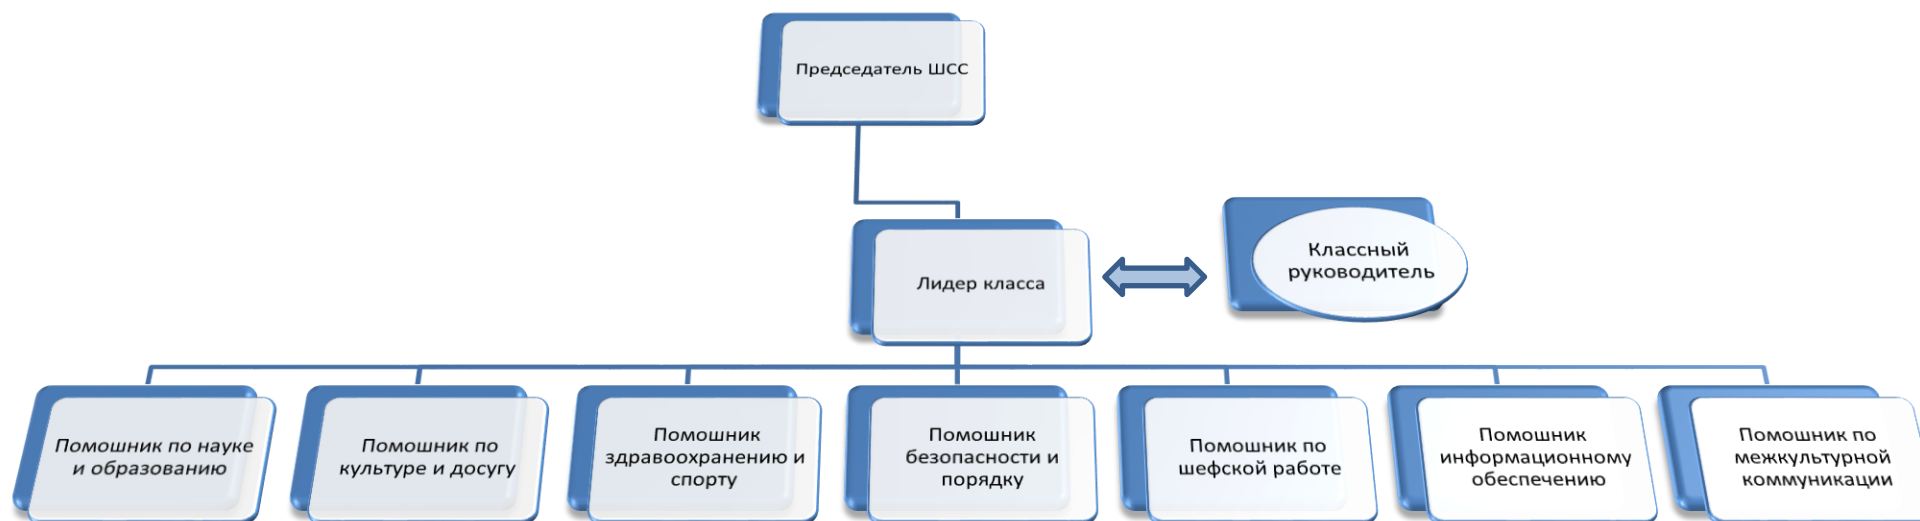 Председатель ШСС
Лидер класса
Классный
руководитель
Помошник по науке
и образованию
Помошник по
культуре и досугу
Помошник
здравоохранению и
спорту
Помошник
безопасности и
порядку
Помошник по
шефской работе
Помошник
информационному
обеспечению
Помошник по
межкультурной
коммуникации